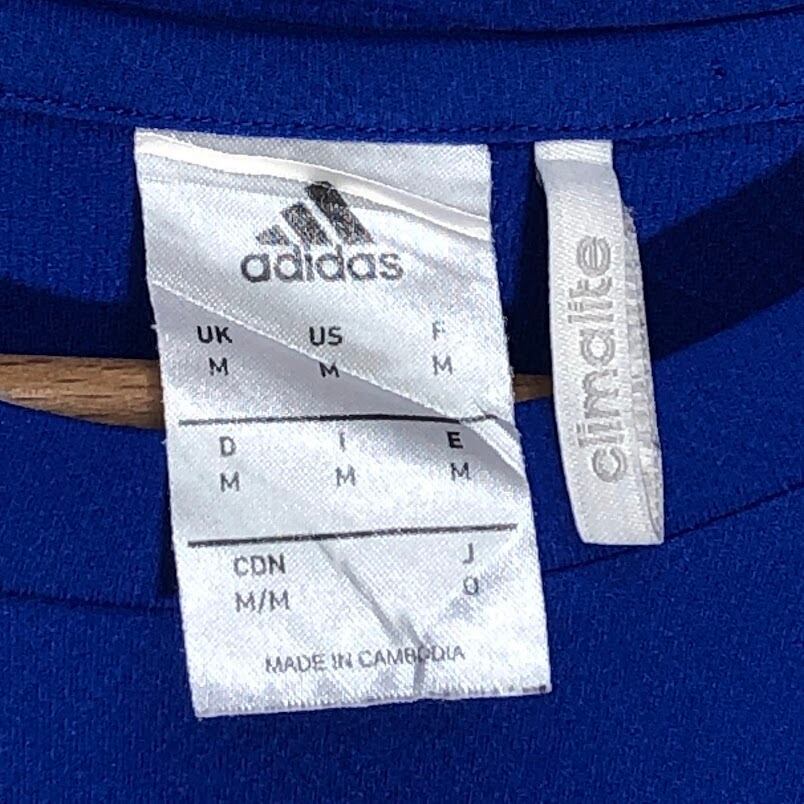 adidas
UK US F
M M M
D I E
M M M
CDN J
M/M O
MADE IN CAMBODIA
climalite